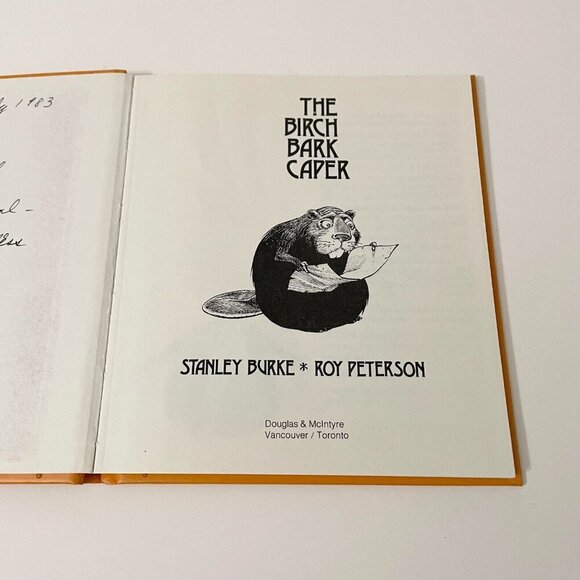 1983
THE
BIRCH
BARK
CAPER
STANLEY BURKE * ROY PETERSON
Douglas & McIntyre
Vancouver / Toronto